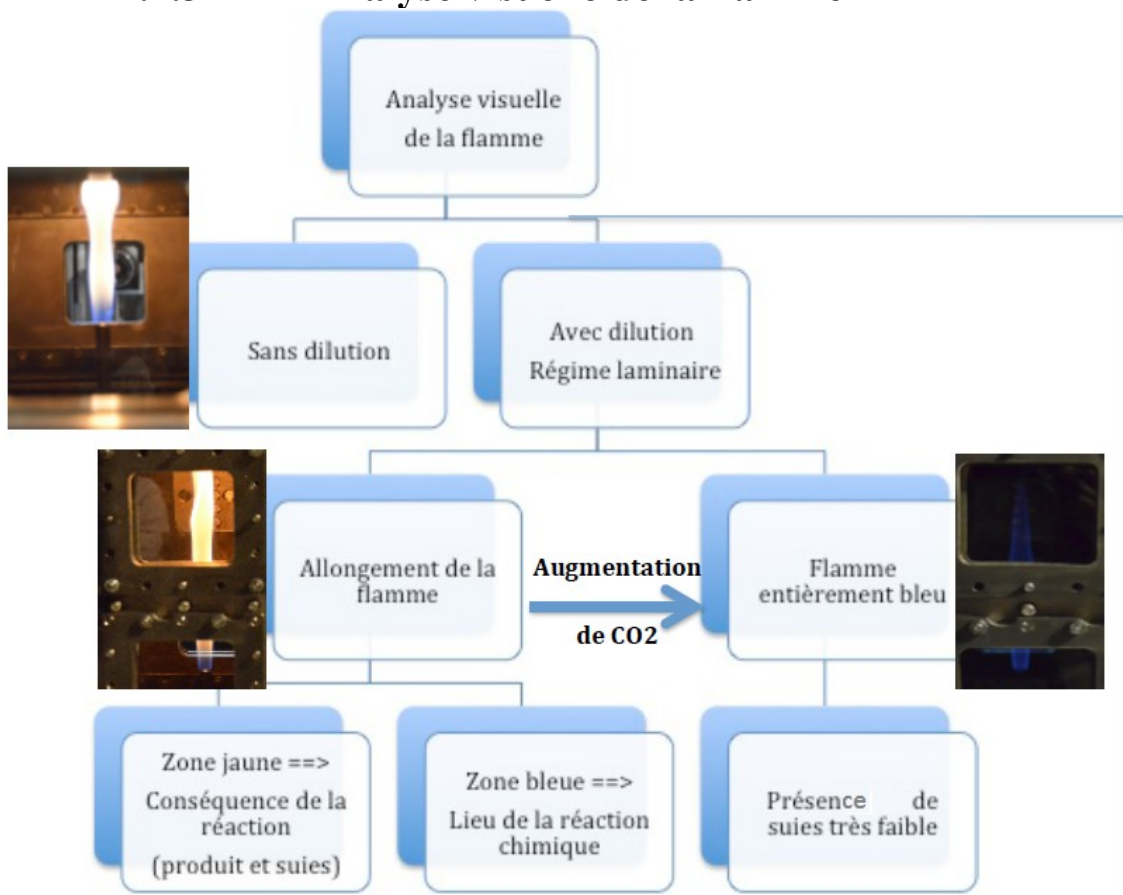 Analyse visuelle
de la flamme
Sans dilution
Avec dilution
Régime laminaire
Allongement de la
flamme
Augmentation
de CO2
Flamme
entièrement bleu
Zone jaune ==>
Conséquence de la
réaction
(produit et suies)
Zone bleue ==>
Lieu de la réaction
chimique
Présence de
suies très faible